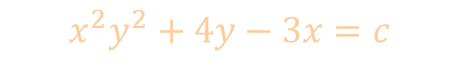 x²y² + 4y − 3x = c